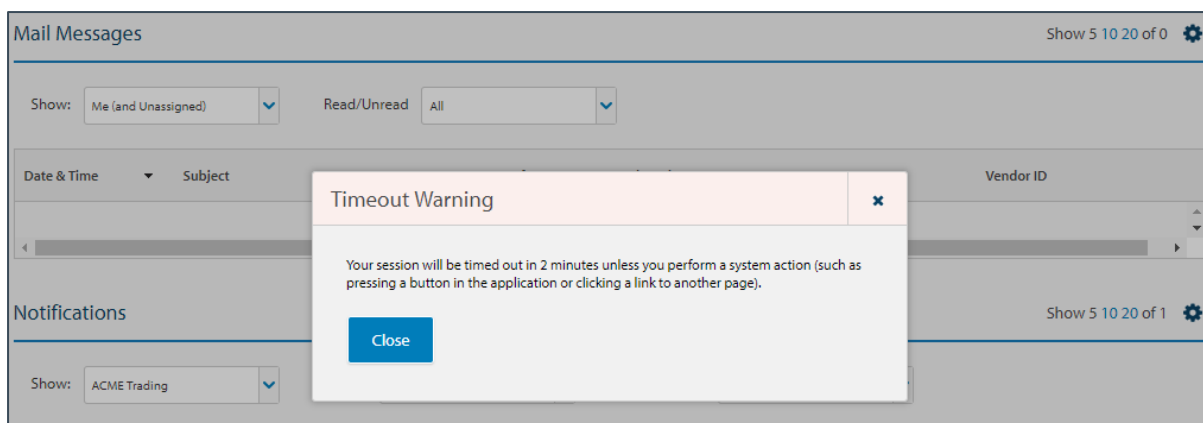 Mail Messages
Show 5 10 20 of 0
Show: Me (and Unassigned) Read/Unread All
Date & Time Subject Vendor ID
Timeout Warning
Your session will be timed out in 2 minutes unless you perform a system action (such as
pressing a button in the application or clicking a link to another page).
Close
Notifications
Show 5 10 20 of 1
Show: ACME Trading